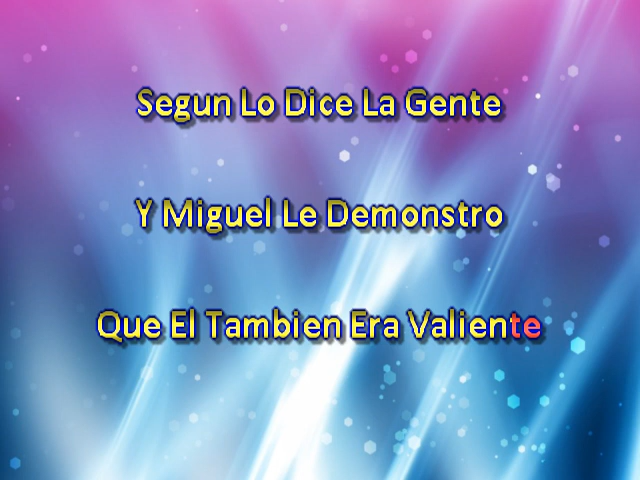 Segun Lo Dice La Gente
Y Miguel Le Demonstro
Que El Tambien Era Valiente